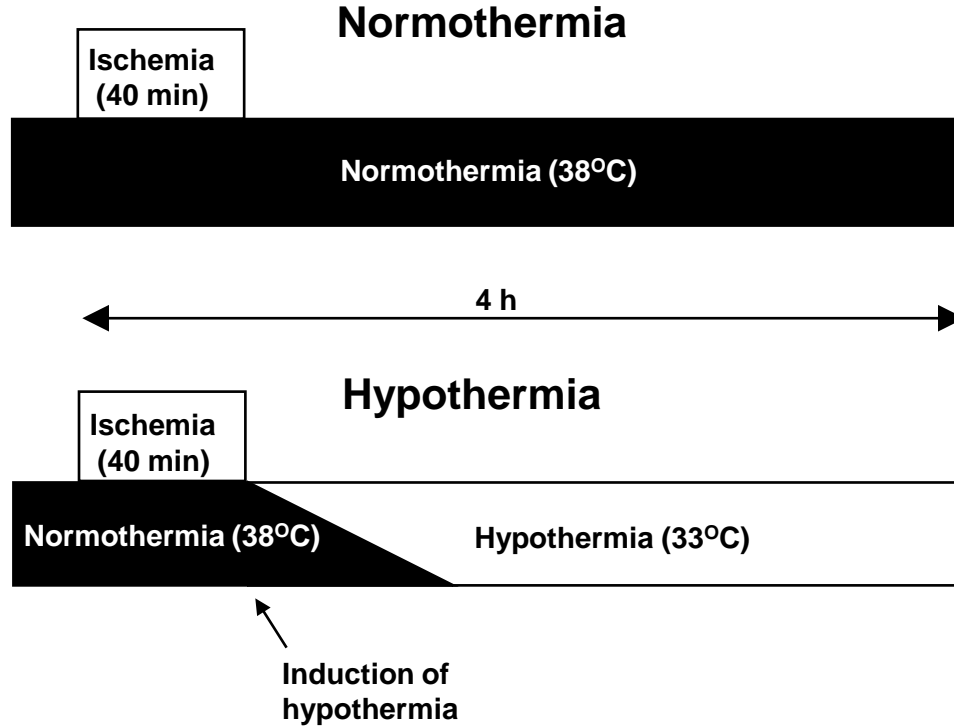 Normothermia
Ischemia
(40 min)
Normothermia (38ᴼC)
4 h
Hypothermia
Ischemia
(40 min)
Normothermia (38ᴼC)
Hypothermia (33ᴼC)
Induction of
hypothermia